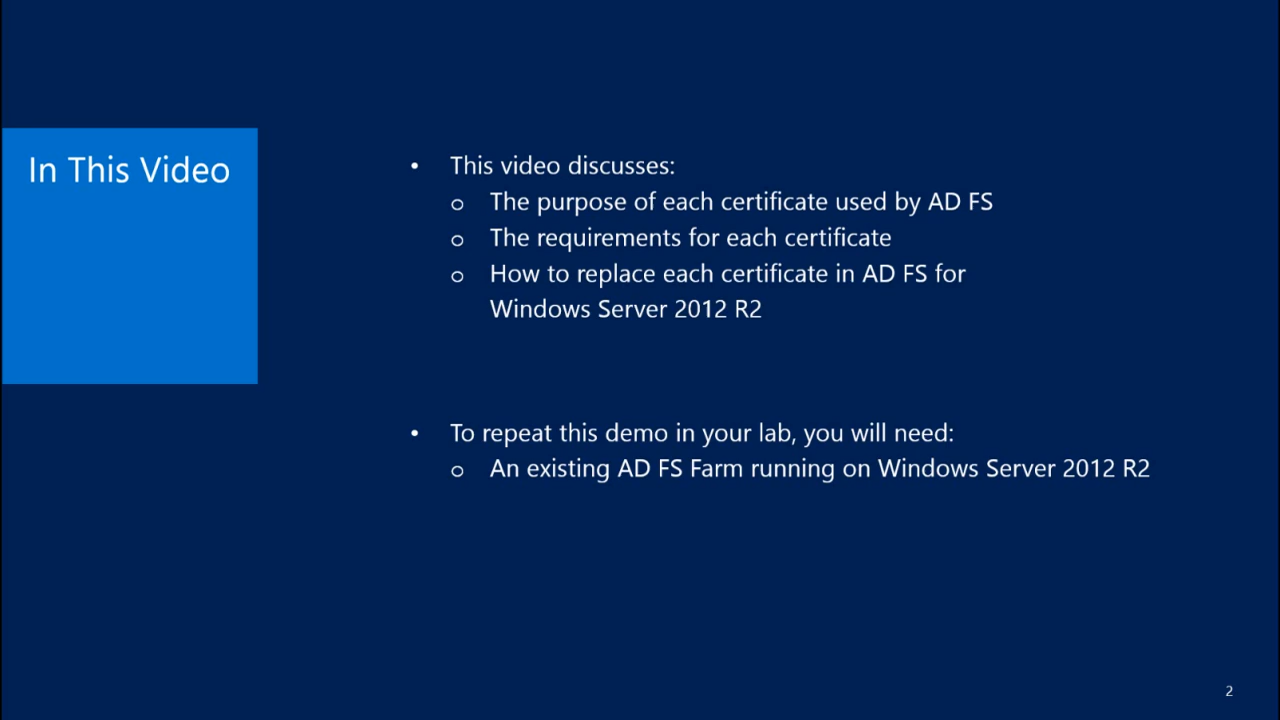 In This Video
• This video discusses:
o The purpose of each certificate used by AD FS
o The requirements for each certificate
o How to replace each certificate in AD FS for
Windows Server 2012 R2
• To repeat this demo in your lab, you will need:
o An existing AD FS Farm running on Windows Server 2012 R2
2